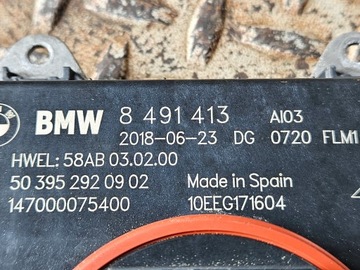 BMW 8 491 413 AI03
2018-06-23 DG 0720 FLM1
HWEL: 58AB 03.02.00
50 395 292 09 02 Made in Spain
147000075400 10EEG171604